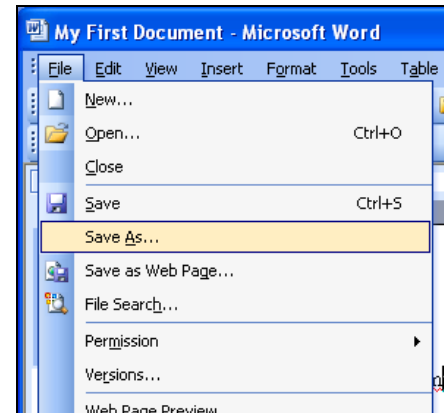 My First Document - Microsoft Word
File Edit View Insert Format Tools Table
New...
Open... Ctrl+O
Close
Save Ctrl+S
Save As...
Save as Web Page...
File Search...
Permission
Versions...
Web Page Preview